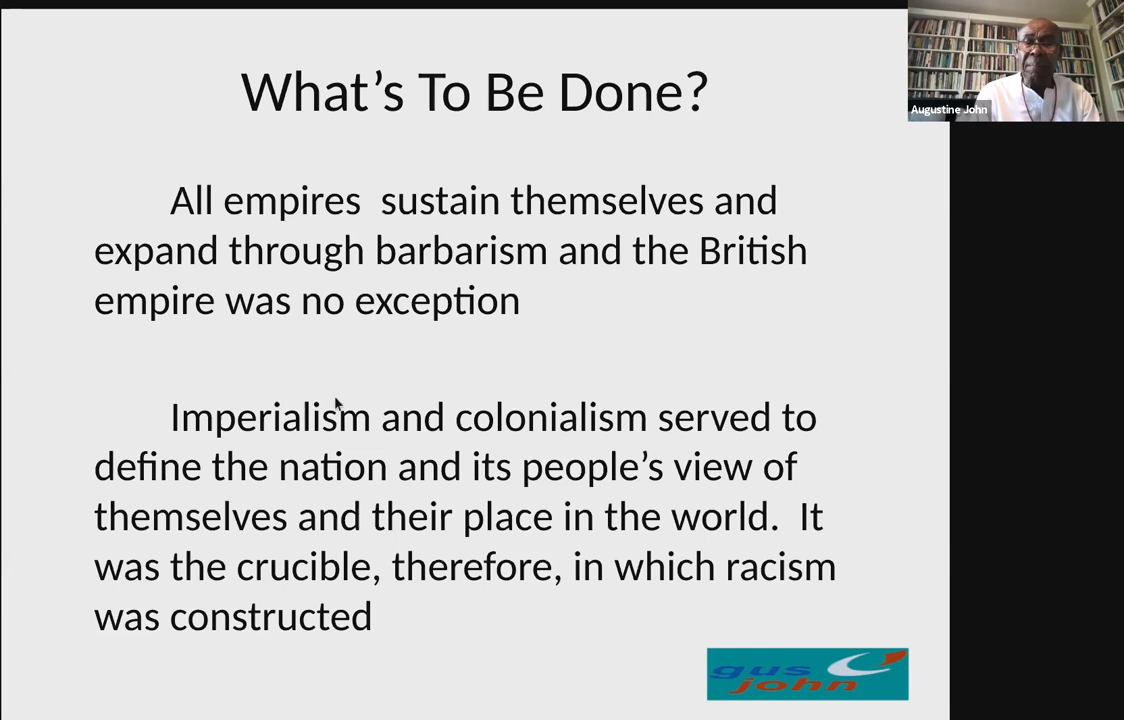 What’s To Be Done?
All empires  sustain themselves and
expand through barbarism and the British
empire was no exception
Imperialism and colonialism served to
define the nation and its people’s view of
themselves and their place in the world.  It
was the crucible, therefore, in which racism
was constructed
gus
john
Augustine John